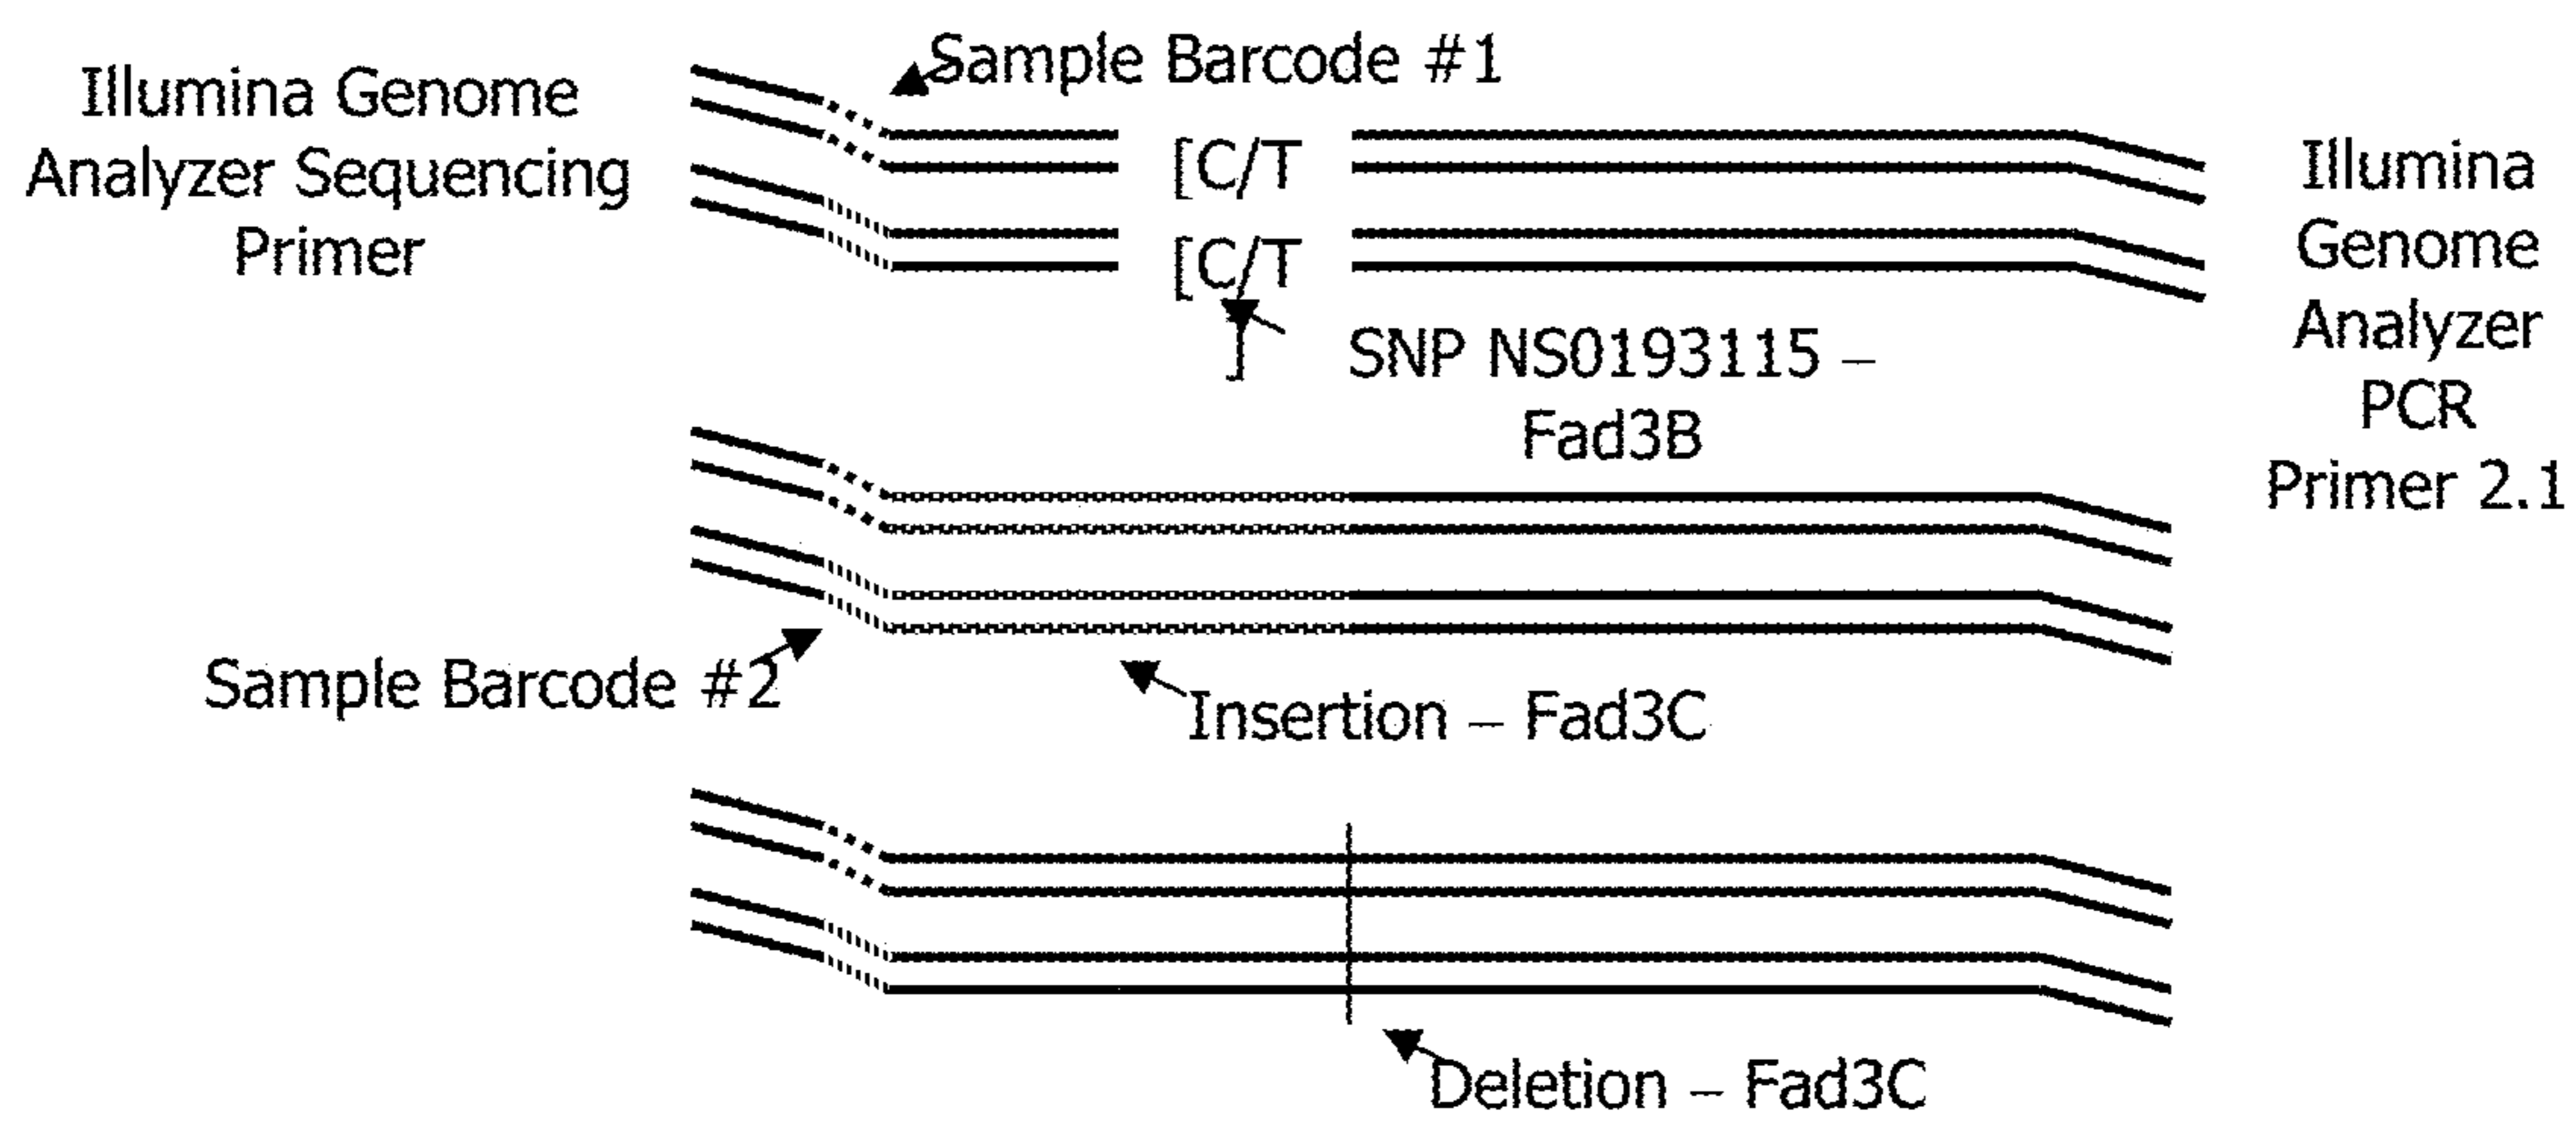 Sample Barcode #1
Illumina Genome
Analyzer Sequencing
Primer
[C/T
[C/T
]
SNP NS0193115 –
Fad3B
Illumina
Genome
Analyzer
PCR
Primer 2.1
Sample Barcode #2
Insertion – Fad3C
Deletion – Fad3C